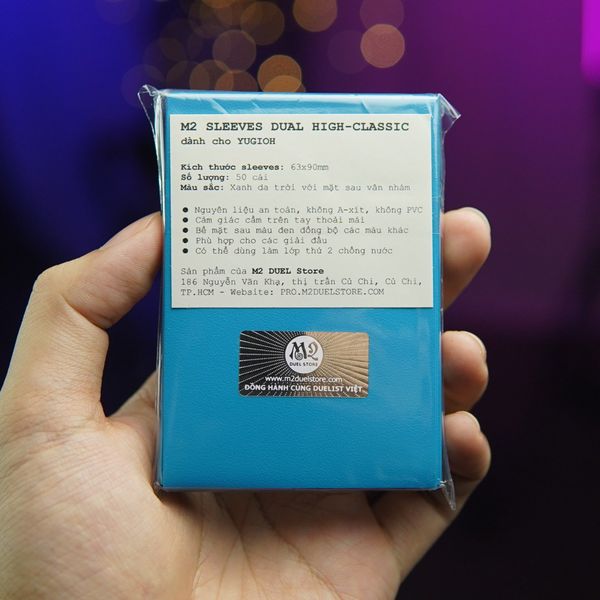 M2 SLEEVES DUAL HIGH-CLASSIC
dành cho YUGIOH
Kích thước sleeves: 63x90mm
Số lượng: 50 cái
Màu sắc: Xanh da trời với mặt sau vân nhám
● Nguyên liệu an toàn, không A-xít, không PVC
● Cảm giác cầm trên tay thoải mái
● Bề mặt sau màu đen đồng bộ các màu khác
● Phù hợp cho các giải đấu
● Có thể dùng làm lớp thứ 2 chống nước
Sản phẩm của M2 DUEL Store
186 Nguyễn Văn Khạ, thị trấn Củ Chi, Củ Chi,
TP.HCM - Website: PRO.M2DUELSTORE.COM
M2
DUEL STORE
www.m2duelstore.com
ĐỒNG HÀNH CÙNG DUELIST VIỆT